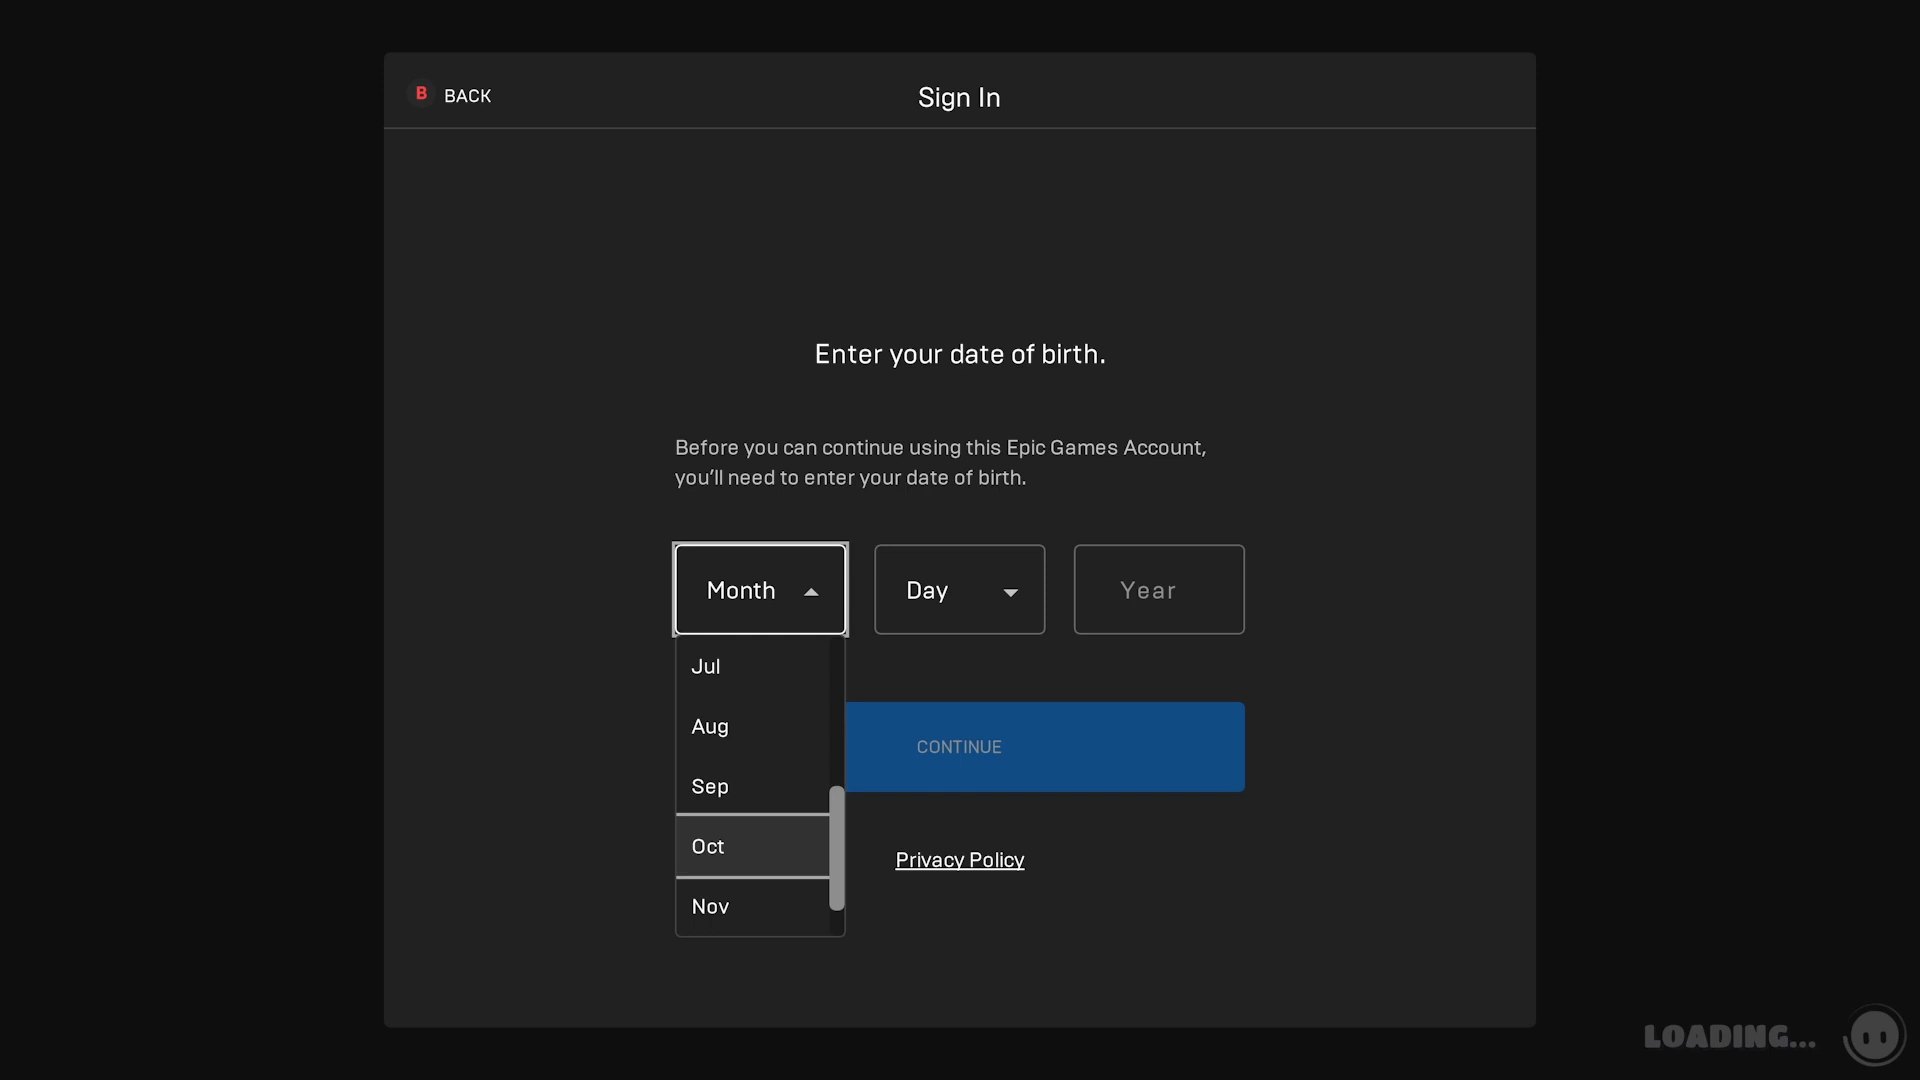 B BACK
Sign In
Enter your date of birth.
Before you can continue using this Epic Games Account,
you’ll need to enter your date of birth.
Month
Day
Year
Jul
Aug
Sep
Oct
Nov
CONTINUE
Privacy Policy
LOADING...